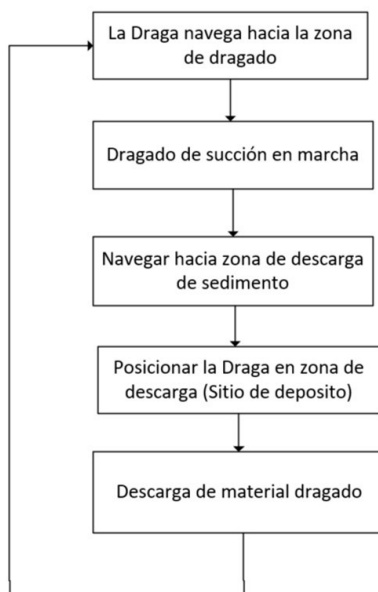 La Draga navega hacia la zona
de dragado
Dragado de succión en marcha
Navegar hacia zona de descarga
de sedimento
Posicionar la Draga en zona de
descarga (Sitio de deposito)
Descarga de material dragado